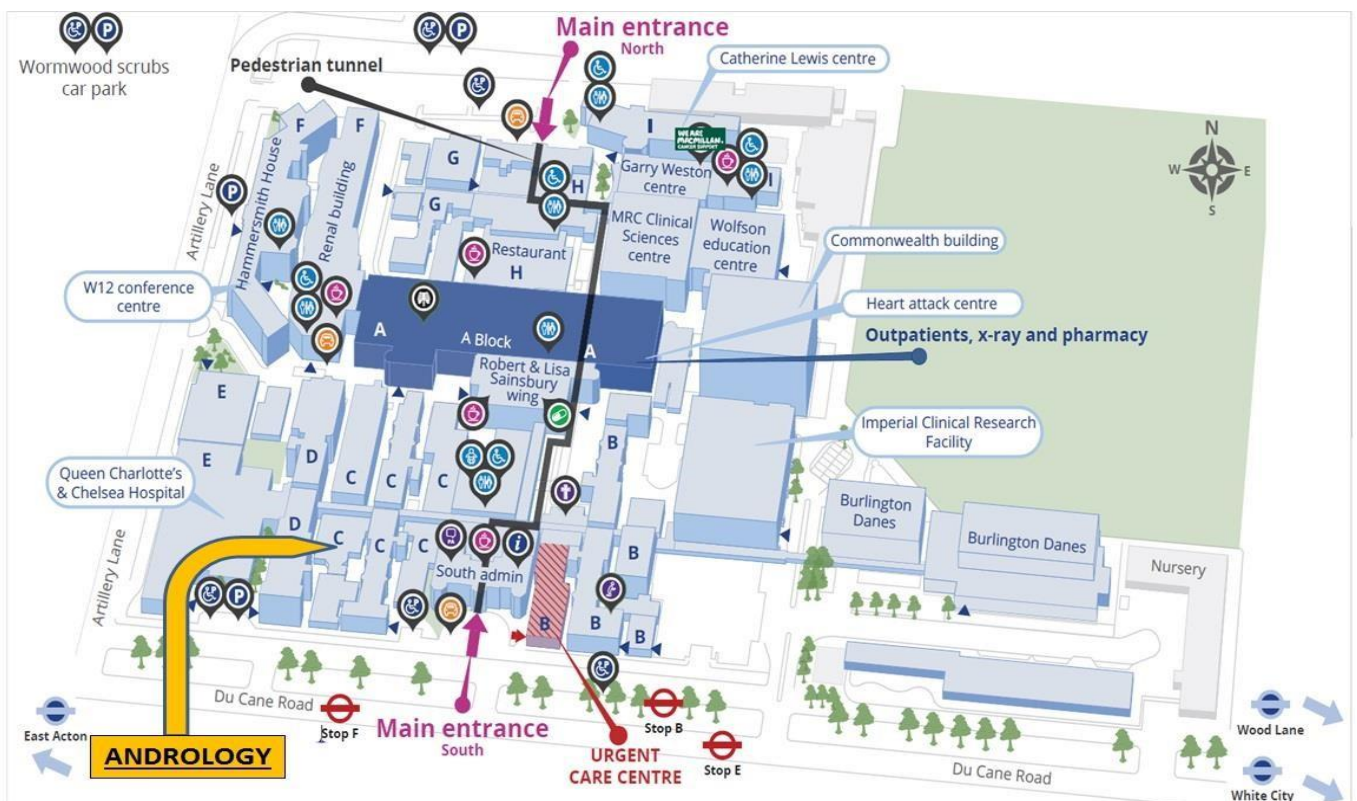 Wormwood scrubs
car park
Main entrance
North
Pedestrian tunnel
Catherine Lewis centre
Artillery Lane
Hammersmith House
F
F
Renal building
G
G
H
I
WE ARE
MACMILLAN.
CANCER SUPPORT
I
Garry Weston
centre
MRC Clinical
Sciences
centre
Wolfson
education
centre
N
W
E
S
Restaurant
H
Commonwealth building
W12 conference
centre
Heart attack centre
Outpatients, x-ray and pharmacy
A
A Block
A
Robert & Lisa
Sainsbury
wing
E
E
D
C
C
C
B
Imperial Clinical Research
Facility
Queen Charlotte's
& Chelsea Hospital
D
C
C
C
South admin
B
B
B
B
Burlington
Danes
Burlington Danes
Nursery
Artillery Lane
P
P
P
P
i
Du Cane Road
East Acton
Stop F
Main entrance
South
URGENT
CARE CENTRE
Stop B
Stop E
Du Cane Road
Wood Lane
White City
ANDROLOGY